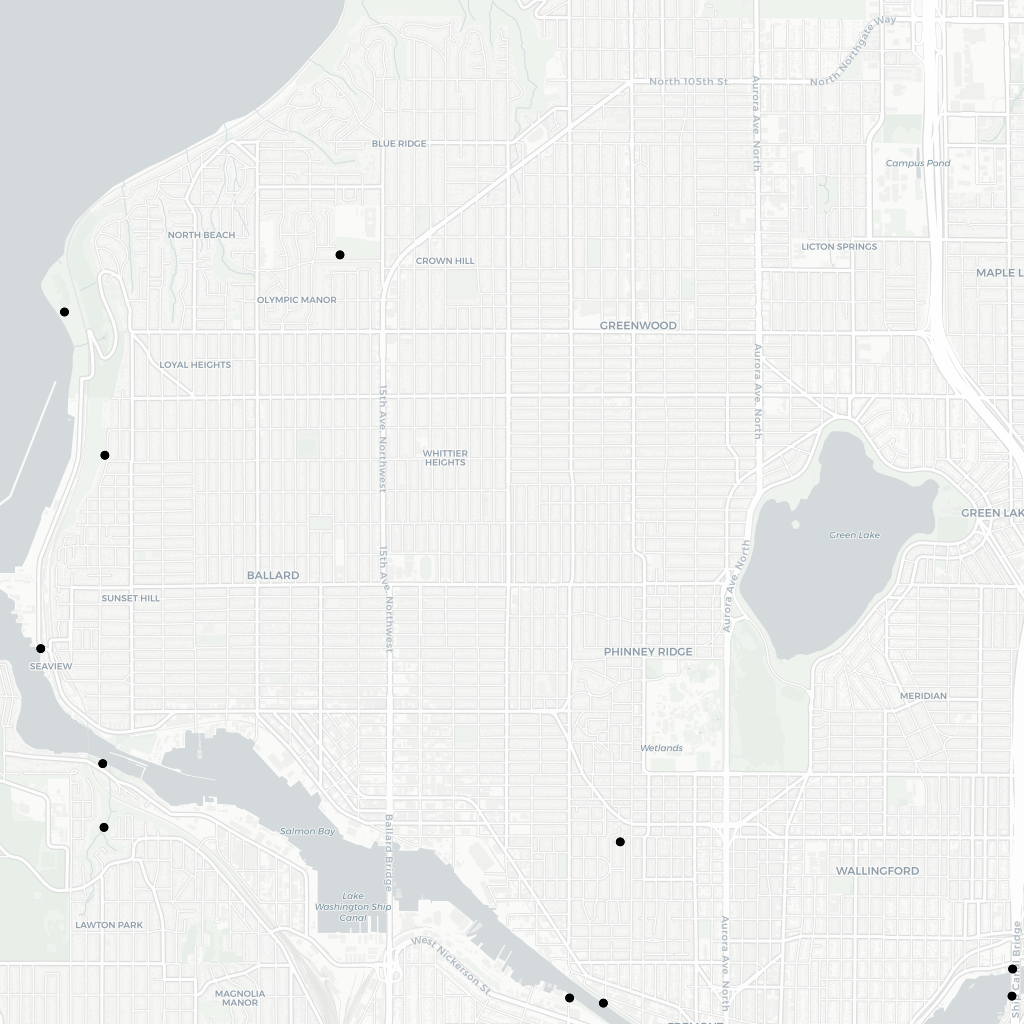 North 105th St.
North Northgate Way
Aurora Ave. North
BLUE RIDGE
Campus Pond
NORTH BEACH
LICTON SPRINGS
CROWN HILL
MAPLE L
OLYMPIC MANOR
GREENWOOD
LOYAL HEIGHTS
Aurora Ave. North
15th Ave. Northwest
WHITTIER
HEIGHTS
GREEN LAK
Green Lake
BALLARD
15th Ave. Northwest
Aurora Ave. North
SUNSET HILL
PHINNEY RIDGE
SEAVIEW
MERIDIAN
Wetlands
Salmon Bay
Ballard Bridge
WALLINGFORD
Lake
Washington Ship
Canal
LAWTON PARK
West Nickerson St
Aurora Ave. North
Ship Canal Bridge
MAGNOLIA
MANOR
FREMONT